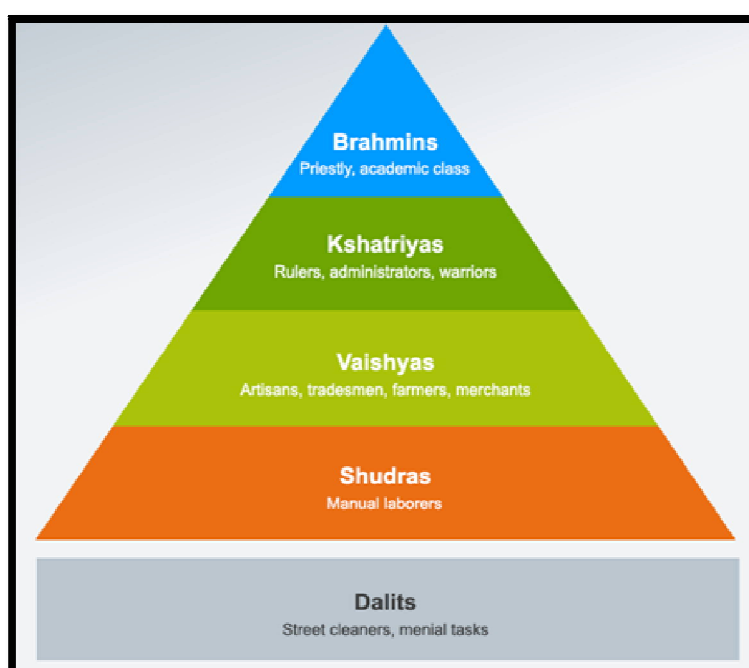 Brahmins
Priestly, academic class
Kshatriyas
Rulers, administrators, warriors
Vaishyas
Artisans, tradesmen, farmers, merchants
Shudras
Manual laborers
Dalits
Street cleaners, menial tasks